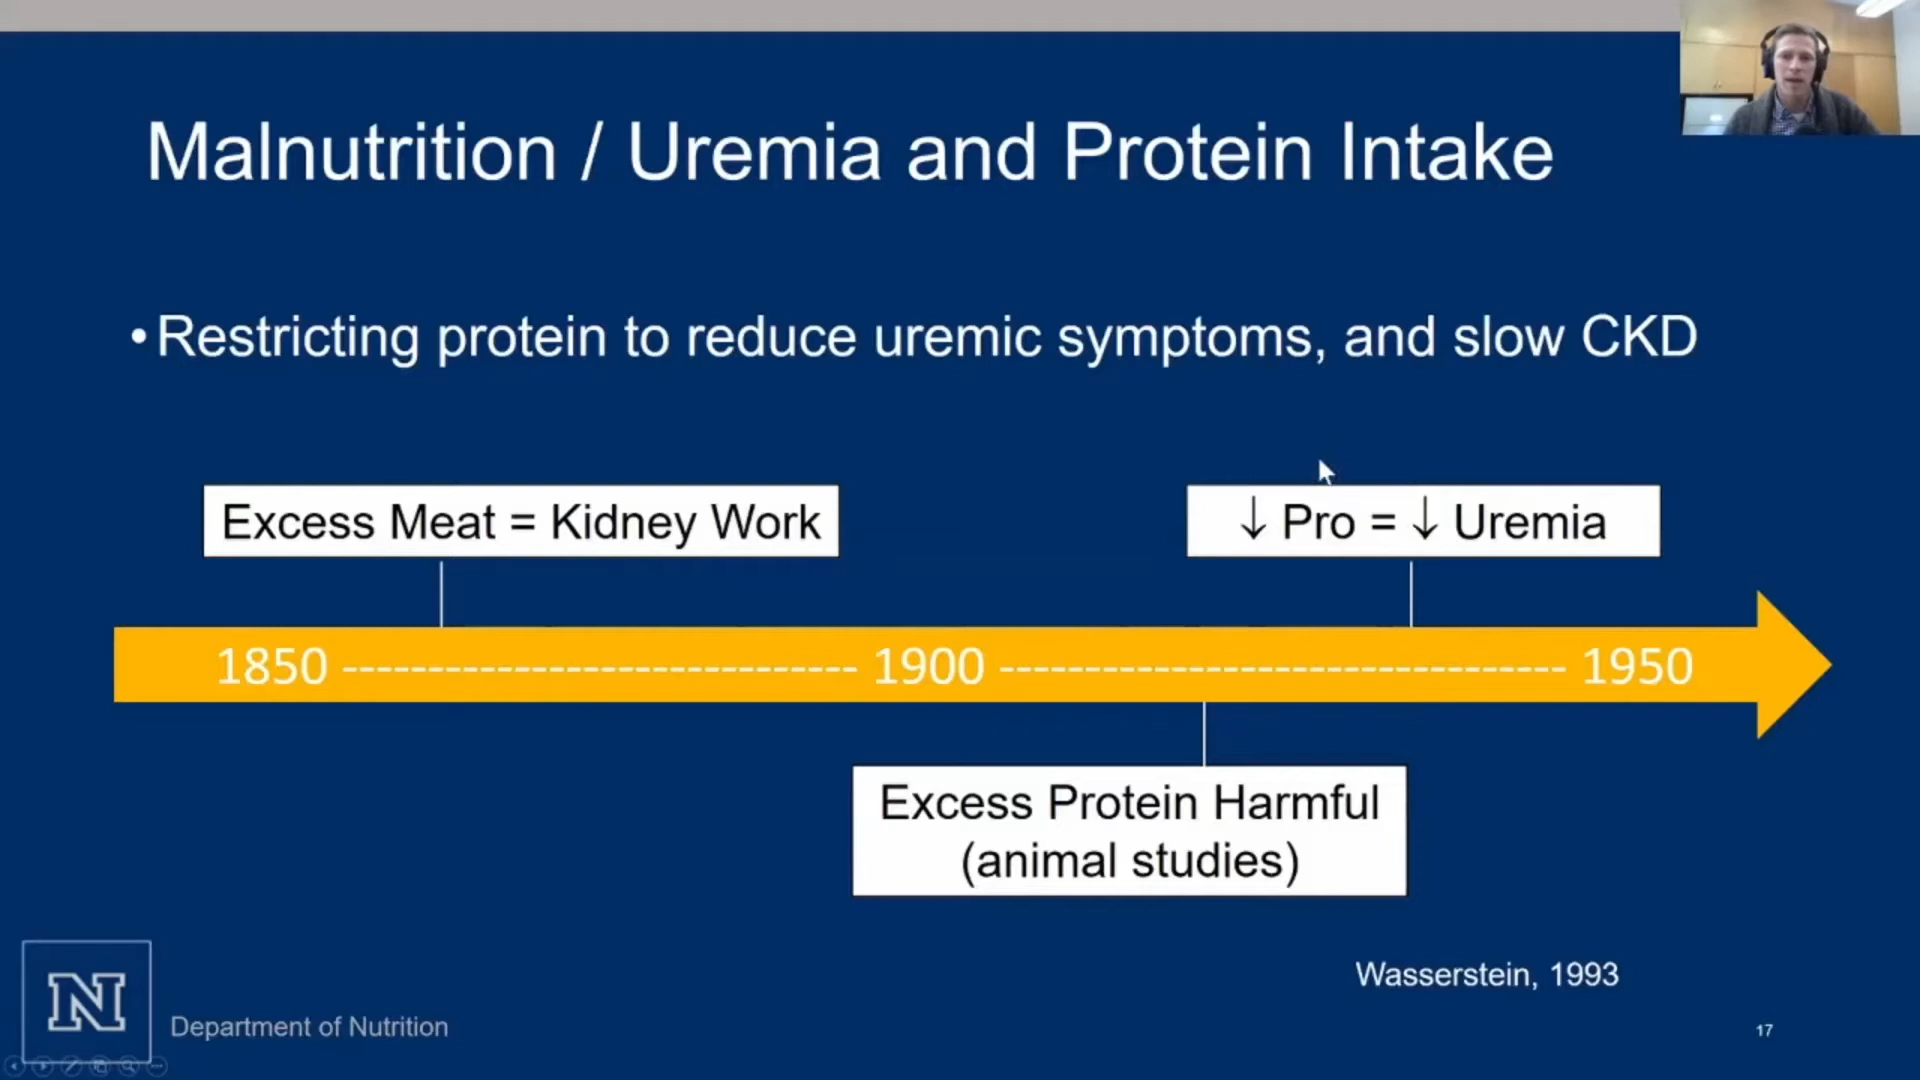 Malnutrition / Uremia and Protein Intake
•Restricting protein to reduce uremic symptoms, and slow CKD
Excess Meat = Kidney Work
↓ Pro = ↓ Uremia
1850 ------------------------------ 1900 --------------------------------- 1950
Excess Protein Harmful
(animal studies)
Wasserstein, 1993
N
Department of Nutrition
17